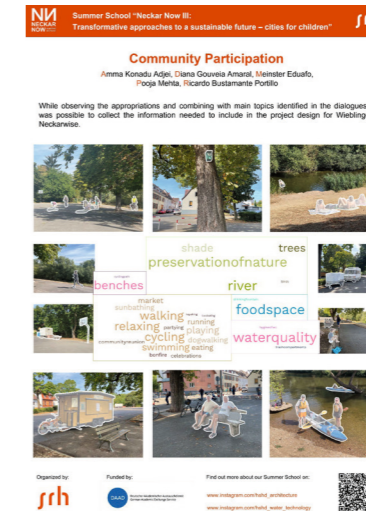 NN
NECKAR
NOW
Summer School “Neckar Now III:
Transformative approaches to a sustainable future – cities for children”
Community Participation
Amma Konadu Adjei, Diana Gouveia Amaral, Meinster Eduafo,
Pooja Mehta, Ricardo Bustamante Portillo
While observing the appropriations and combining with main topics identified in the dialogues
was possible to collect the information needed to include in the project design for Wiebling
Neckarwise.
shade
trees
preservationofnature
benches
river
market
sunbathing
foodspace
walking
running
relaxing
partying
playing
cycling
dogwalking
waterquality
swimming
eating
bonfire
celebrations
Organized by:
Funded by:
Find out more about our Summer School on:
srh
DAAD
www.instagram.com/hshd_architecture
www.instagram.com/hshd_water_technology